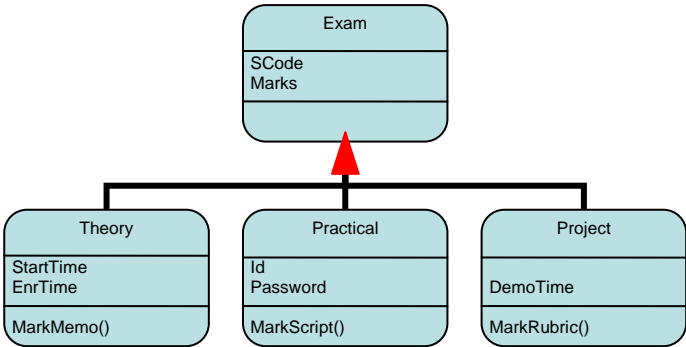 Exam
SCode
Marks
Theory
StartTime
EnrTime
MarkMemo()
Practical
Id
Password
MarkScript()
Project
DemoTime
MarkRubric()